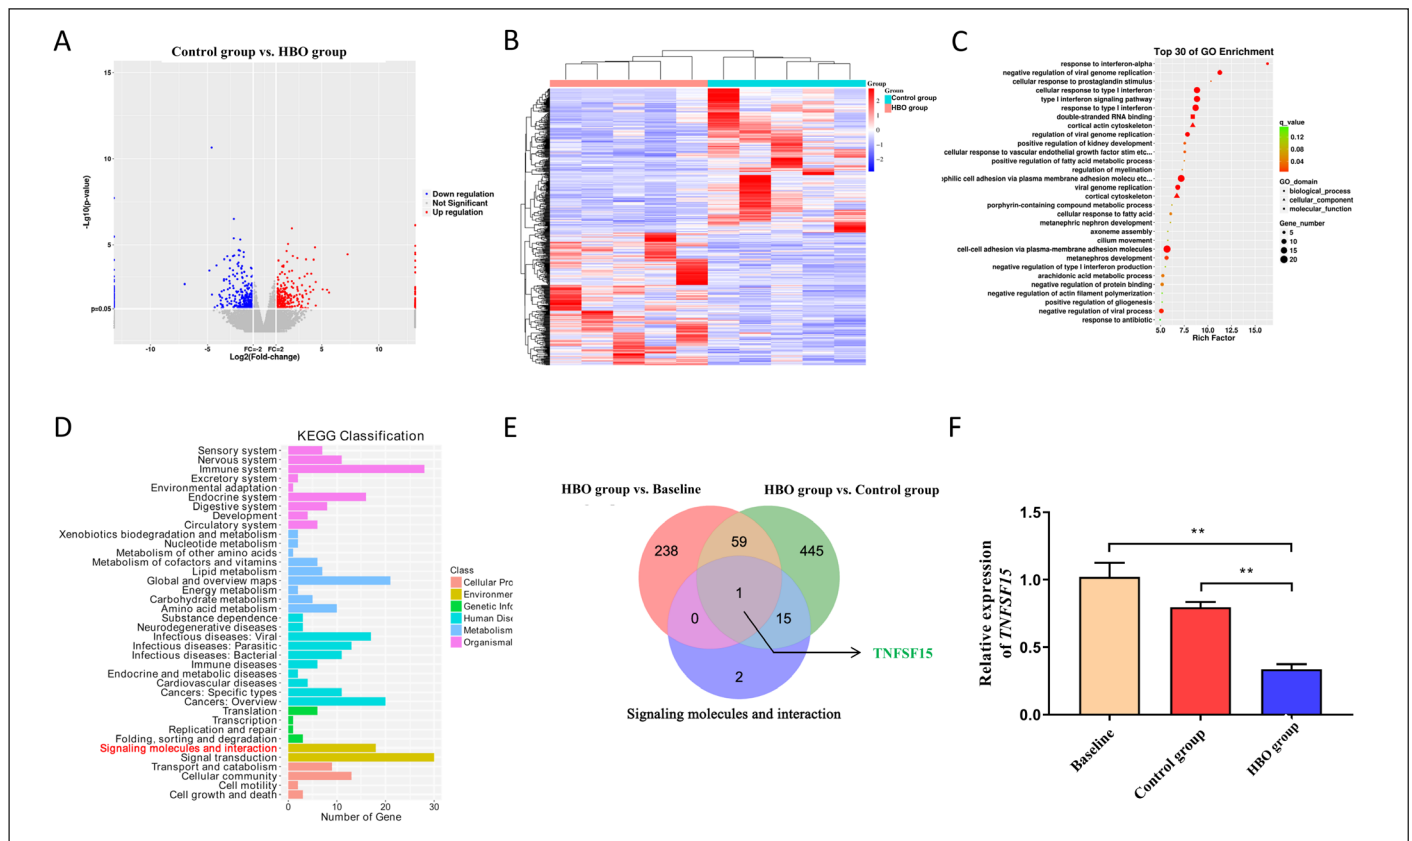 A
Control group vs. HBO group
15
10
5
p=0.05
-Lg10(p-value)
-10
-5
FC=-2
FC=2
5
10
Log2(Fold-change)
Down regulation
Not Significant
Up regulation
B
Group
2
1
0
−1
−2
Group
Control group
HBO group
C
Top 30 of GO Enrichment
response to interferon-alpha
negative regulation of viral genome replication
cellular response to prostaglandin stimulus
cellular response to type I interferon
type I interferon signaling pathway
response to type I interferon
double-stranded RNA binding
cortical actin cytoskeleton
regulation of viral genome replication
positive regulation of kidney development
cellular response to vascular endothelial growth factor stim etc...
positive regulation of fatty acid metabolic process
regulation of myelination
ophilic cell adhesion via plasma membrane adhesion molecu etc...
viral genome replication
cortical cytoskeleton
porphyrin-containing compound metabolic process
cellular response to fatty acid
metanephric nephron development
axoneme assembly
cilium movement
cell-cell adhesion via plasma-membrane adhesion molecules
metanephros development
negative regulation of type I interferon production
arachidonic acid metabolic process
negative regulation of protein binding
negative regulation of actin filament polymerization
positive regulation of gliogenesis
negative regulation of viral process
response to antibiotic
5.0
7.5
10.0
12.5
15.0
Rich Factor
q_value
0.12
0.08
0.04
GO_domain
biological_process
cellular_component
molecular_function
Gene_number
5
10
15
20
D
KEGG Classification
Sensory system
Nervous system
Immune system
Excretory system
Environmental adaptation
Endocrine system
Digestive system
Development
Circulatory system
Xenobiotics biodegradation and metabolism
Nucleotide metabolism
Metabolism of other amino acids
Metabolism of cofactors and vitamins
Lipid metabolism
Global and overview maps
Energy metabolism
Carbohydrate metabolism
Amino acid metabolism
Substance dependence
Neurodegenerative diseases
Infectious diseases: Viral
Infectious diseases: Parasitic
Infectious diseases: Bacterial
Immune diseases
Endocrine and metabolic diseases
Cardiovascular diseases
Cancers: Specific types
Cancers: Overview
Translation
Transcription
Replication and repair
Folding, sorting and degradation
Signaling molecules and interaction
Signal transduction
Transport and catabolism
Cellular community
Cell motility
Cell growth and death
0
10
20
30
Number of Gene
Class
Cellular Pro
Environmer
Genetic Info
Human Dise
Metabolism
Organismal
E
HBO group vs. Baseline
HBO group vs. Control group
238
59
445
1
0
15
2
TNFSF15
Signaling molecules and interaction
F
Relative expression
of TNFSF15
1.5
1.0
0.5
0.0
**
**
Baseline
Control group
HBO group